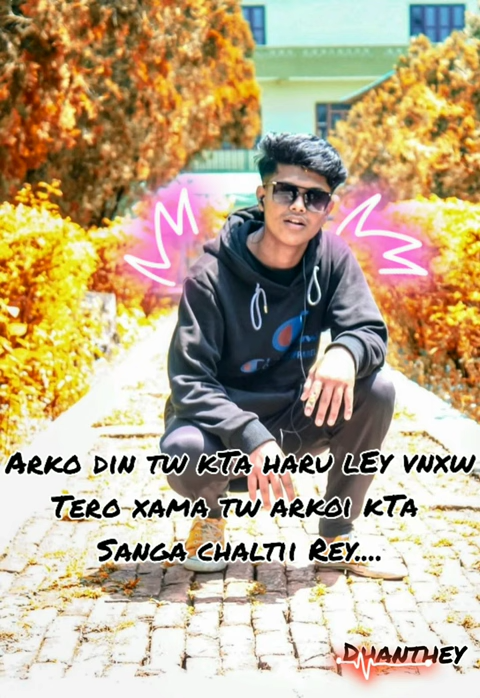 Arko din tw kTa haru lEy vnxw
Tero xama tw arkoi kTa
Sanga chaltii Rey....
Dhanthey